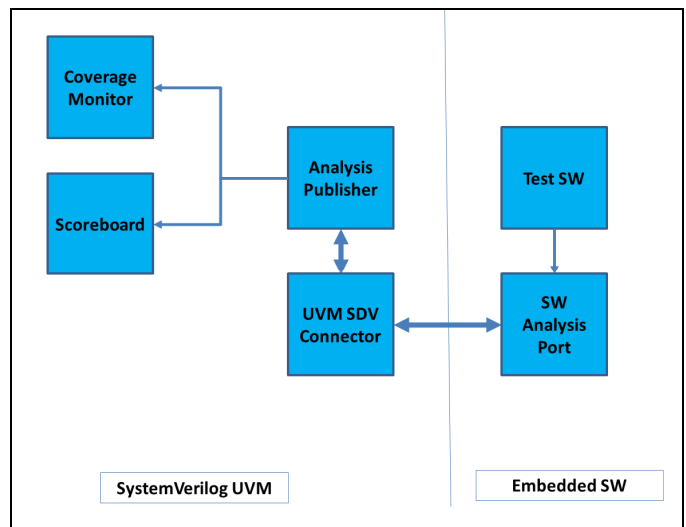 Coverage
Monitor
Analysis
Publisher
Test SW
Scoreboard
UVM SDV
Connector
SW
Analysis
Port
SystemVerilog UVM
Embedded SW